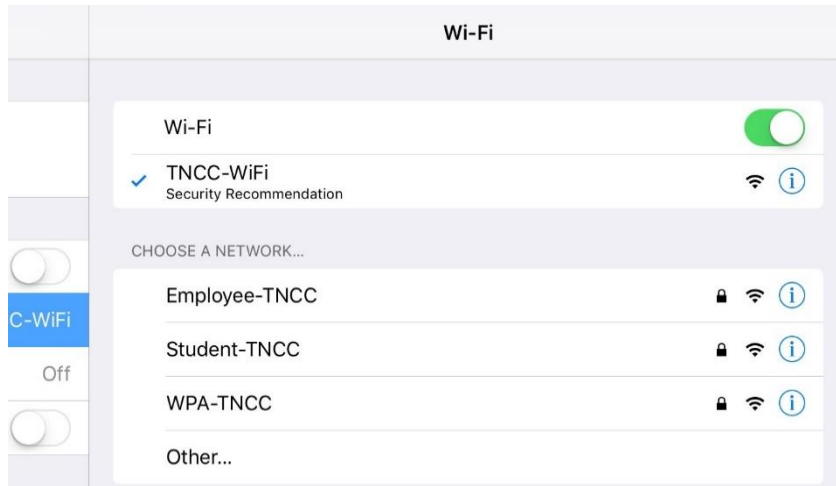 Wi-Fi
Wi-Fi
TNCC-WiFi
Security Recommendation
CHOOSE A NETWORK...
Employee-TNCC
C-WiFi
Student-TNCC
Off
WPA-TNCC
Other...